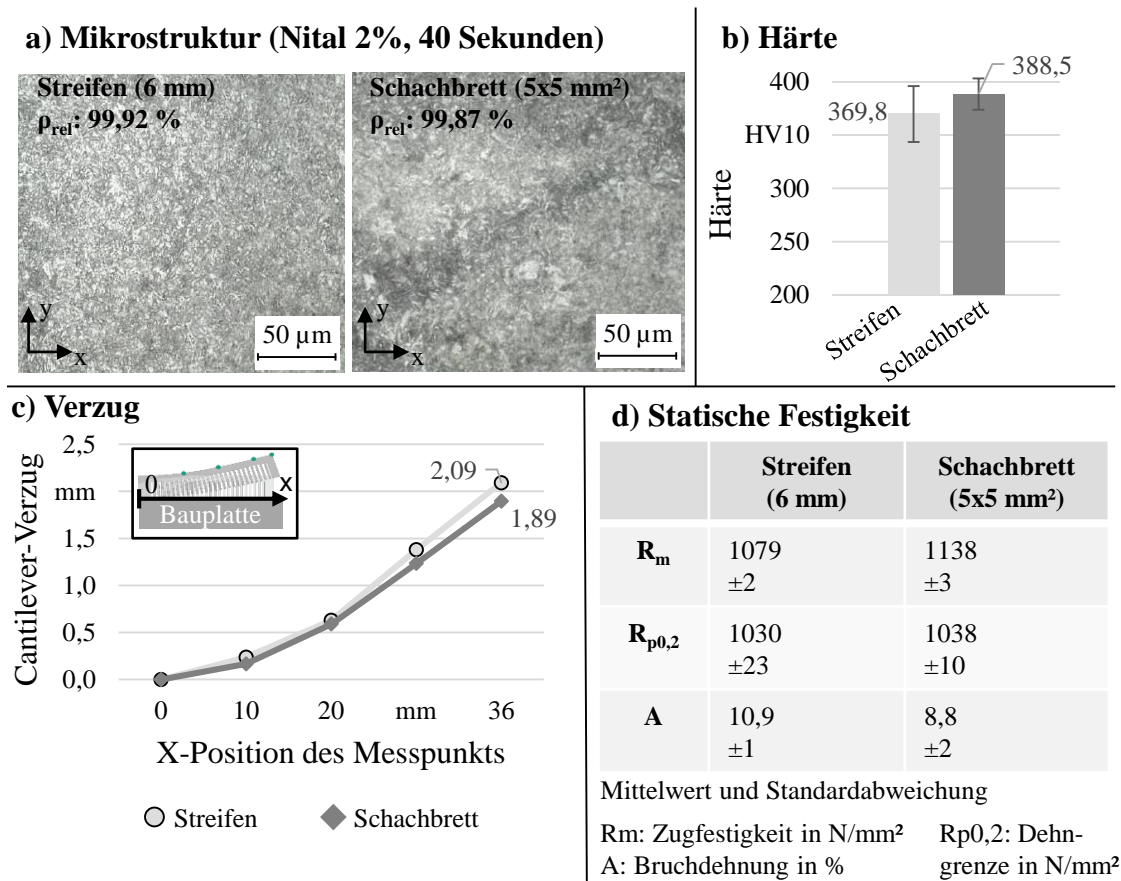 a) Mikrostruktur (Nital 2%, 40 Sekunden)
Streifen (6 mm)
ρrel: 99,92 %
y
x
50 µm
Schachbrett (5x5 mm²)
ρrel: 99,87 %
y
x
50 µm
b) Härte
Härte
400
HV10
300
250
200
369,8
388,5
Streifen
Schachbrett
c) Verzug
Cantilever-Verzug
2,5
mm
1,5
1,0
0,5
0,0
0
x
Bauplatte
2,09
1,89
0 10 20 mm 36
X-Position des Messpunkts
Streifen Schachbrett
d) Statische Festigkeit
Streifen
(6 mm)
Schachbrett
(5x5 mm²)
Rm
1079
±2
1138
±3
Rp0,2
1030
±23
1038
±10
A
10,9
±1
8,8
±2
Mittelwert und Standardabweichung
Rm: Zugfestigkeit in N/mm²
A: Bruchdehnung in %
Rp0,2: Dehn-
grenze in N/mm²